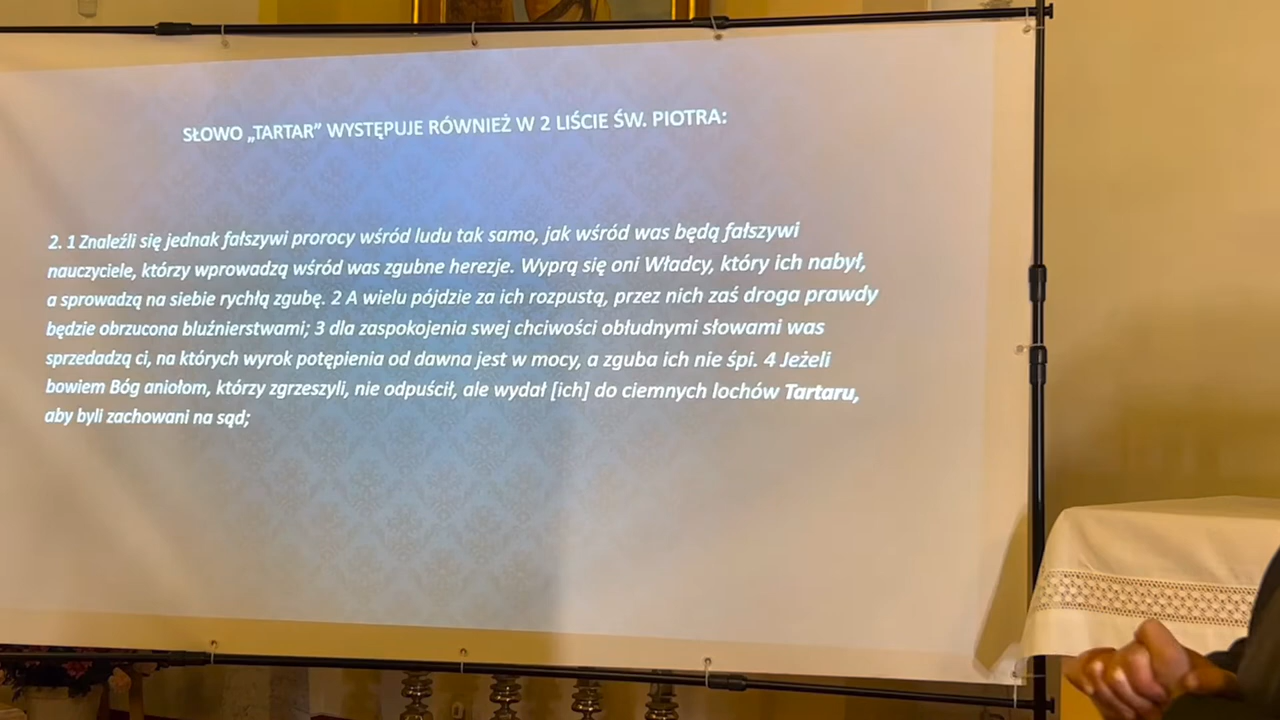 SŁOWO „TARTAR” WYSTĘPUJE RÓWNIEŻ W 2 LIŚCIE ŚW. PIOTRA:
2. 1 Znaleźli się jednak fałszywi prorocy wśród ludu tak samo, jak wśród was będą fałszywi
nauczyciele, którzy wprowadzą wśród was zgubne herezje. Wyprą się oni Władcy, który ich nabył,
a sprowadzą na siebie rychłą zgubę. 2 A wielu pójdzie za ich rozpustą, przez nich zaś droga prawdy
będzie obrzucona bluźnierstwami; 3 dla zaspokojenia swej chciwości obłudnymi słowami was
sprzedadzą ci, na których wyrok potępienia od dawna jest w mocy, a zguba ich nie śpi. 4 Jeżeli
bowiem Bóg aniołom, którzy zgrzeszyli, nie odpuścił, ale wydał [ich] do ciemnych lochów Tartaru,
aby byli zachowani na sąd;